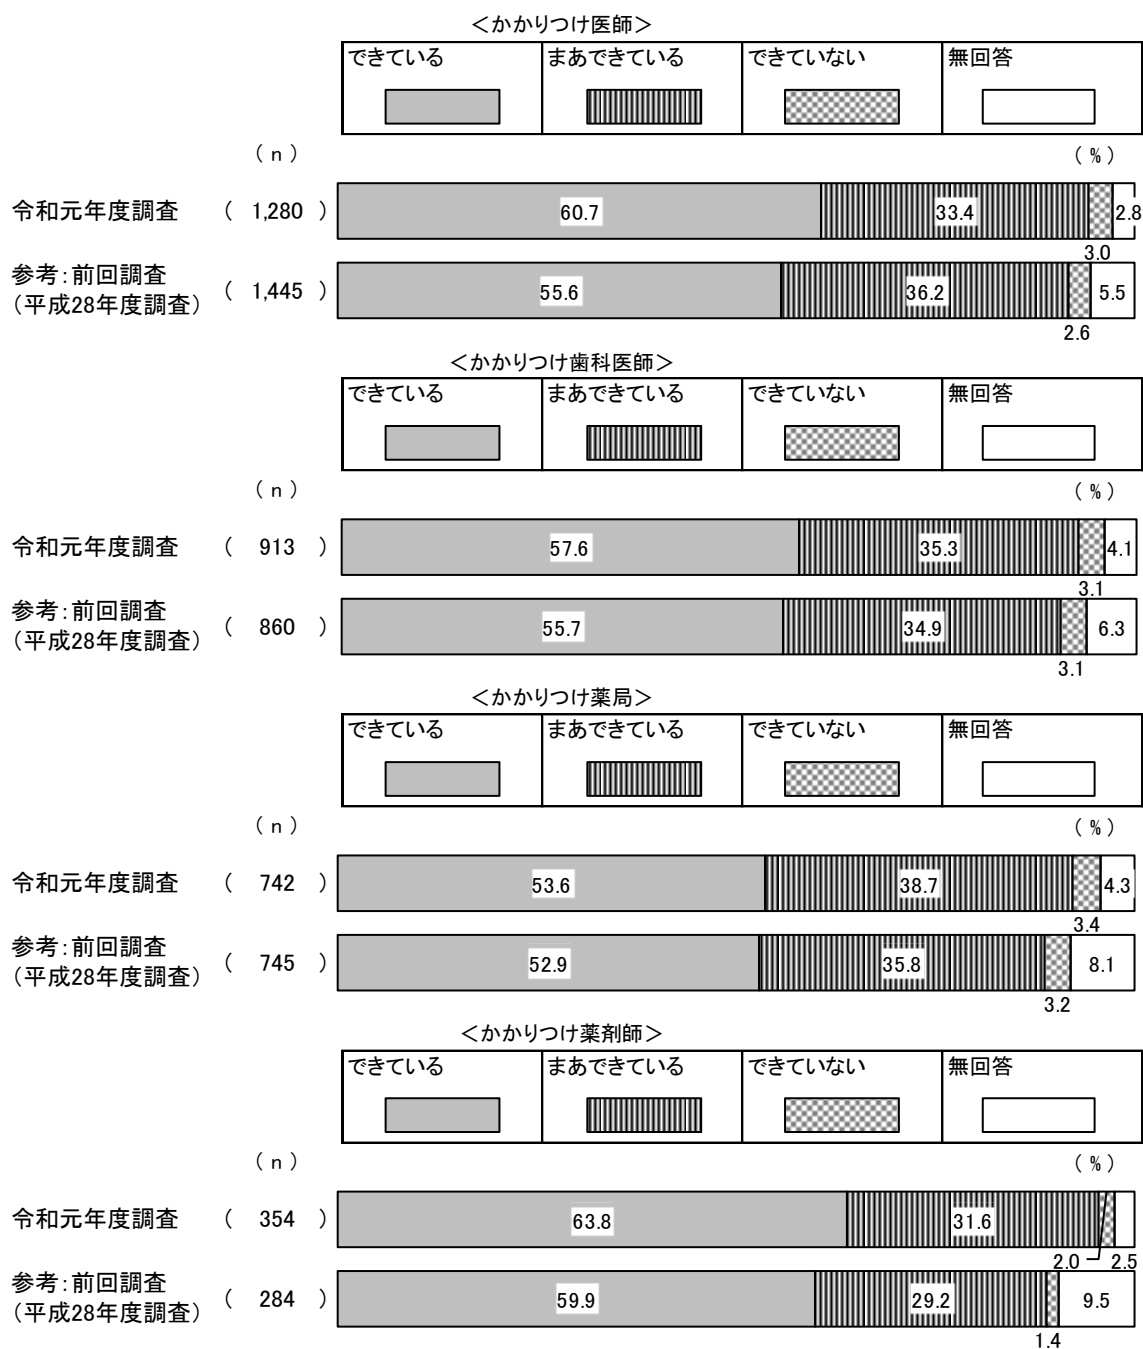 ＜かかりつけ医師＞
できている まあできている できていない 無回答
( n ) ( % )
令和元年度調査 ( 1,280 ) 60.7 33.4 2.8
3.0
参考：前回調査
（平成28年度調査） ( 1,445 ) 55.6 36.2 5.5
2.6
＜かかりつけ歯科医師＞
できている まあできている できていない 無回答
( n ) ( % )
令和元年度調査 ( 913 ) 57.6 35.3 4.1
3.1
参考：前回調査
（平成28年度調査） ( 860 ) 55.7 34.9 6.3
3.1
＜かかりつけ薬局＞
できている まあできている できていない 無回答
( n ) ( % )
令和元年度調査 ( 742 ) 53.6 38.7 4.3
3.4
参考：前回調査
（平成28年度調査） ( 745 ) 52.9 35.8 8.1
3.2
＜かかりつけ薬剤師＞
できている まあできている できていない 無回答
( n ) ( % )
令和元年度調査 ( 354 ) 63.8 31.6
2.0 2.5
参考：前回調査
（平成28年度調査） ( 284 ) 59.9 29.2 9.5
1.4